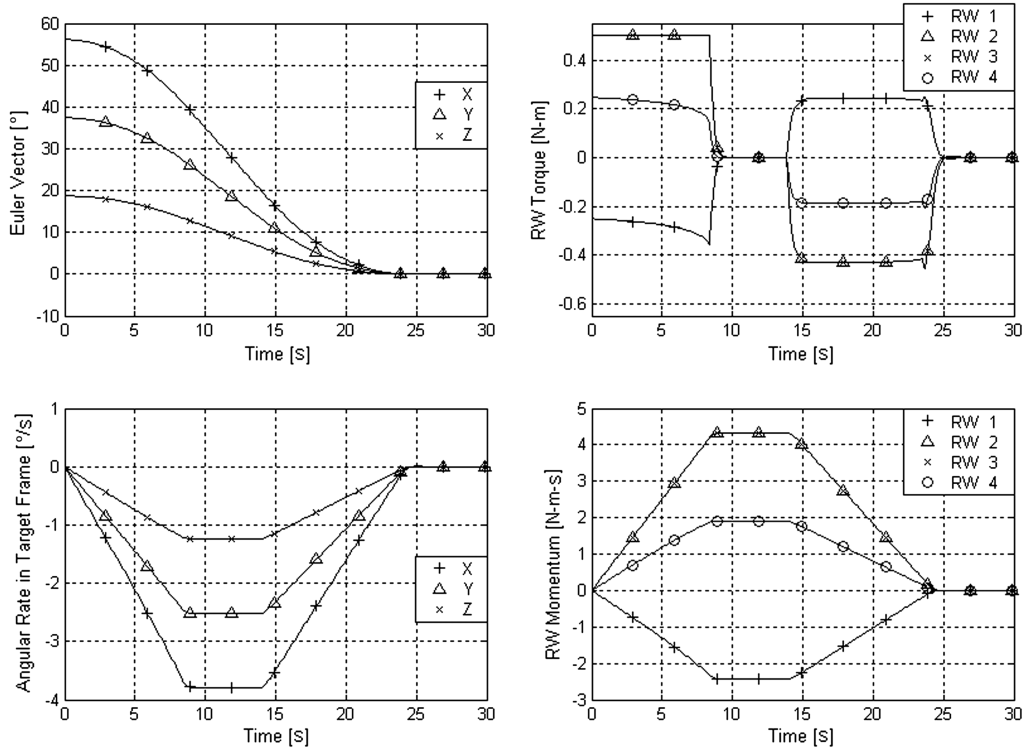 Euler Vector [°]
60
50
40
30
20
10
0
-10
X
Y
Z
0 5 10 15 20 25 30
Time [S]
RW Torque [N-m]
0.4
0.2
0
-0.2
-0.4
-0.6
RW 1
RW 2
RW 3
RW 4
0 5 10 15 20 25 30
Time [S]
Angular Rate in Target Frame [°/s]
1
0
-1
-2
-3
-4
X
Y
Z
0 5 10 15 20 25 30
Time [S]
RW Momentum [N-m-s]
5
4
3
2
1
0
-1
-2
-3
RW 1
RW 2
RW 3
RW 4
0 5 10 15 20 25 30
Time [S]